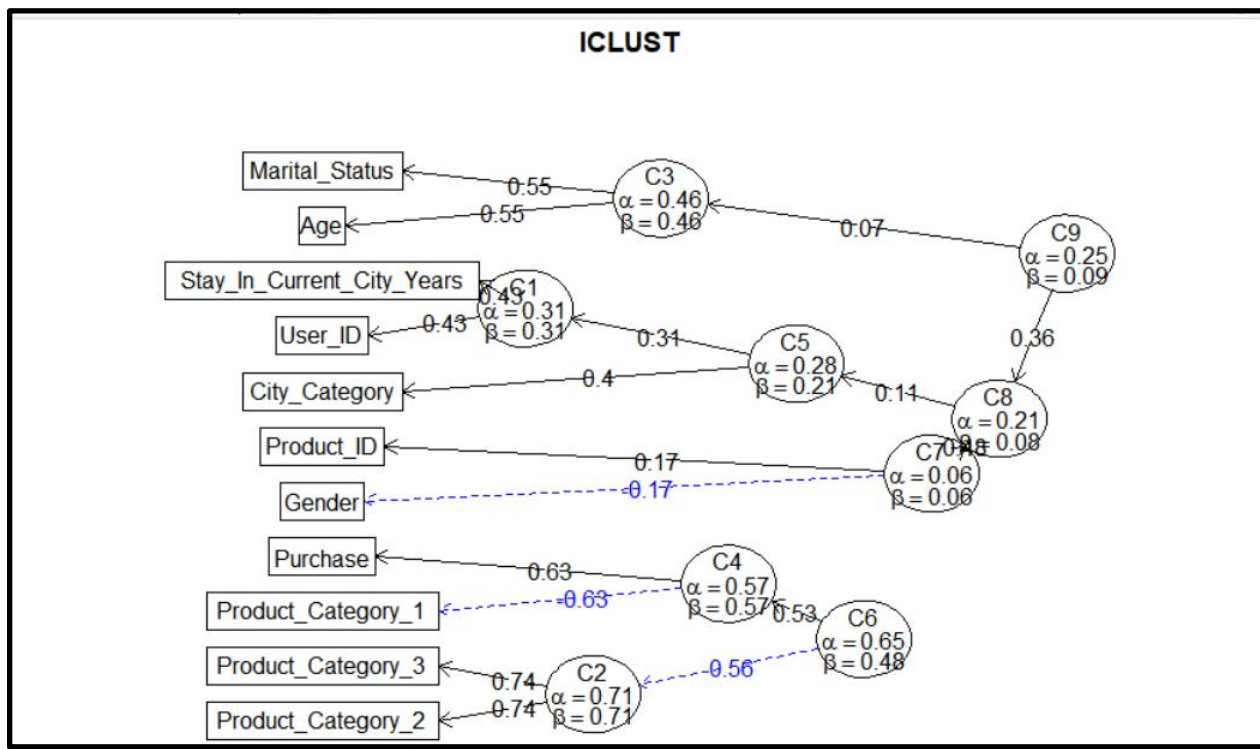 ICLUST
Marital_Status
Age
Stay_In_Current_City_Years
User_ID
City_Category
Product_ID
Gender
Purchase
Product_Category_1
Product_Category_3
Product_Category_2
0.55
0.55
C3
α = 0.46
β = 0.46
0.07
C9
α = 0.25
β = 0.09
0.43
0.43
C1
α = 0.31
β = 0.31
0.31
C5
α = 0.28
β = 0.21
0.36
0.4
0.11
C8
α = 0.21
β = 0.08
0.17
-0.17
C7
α = 0.06
β = 0.06
0.63
-0.63
C4
α = 0.57
β = 0.57
0.53
C6
α = 0.65
β = 0.48
-0.56
0.74
0.74
C2
α = 0.71
β = 0.71